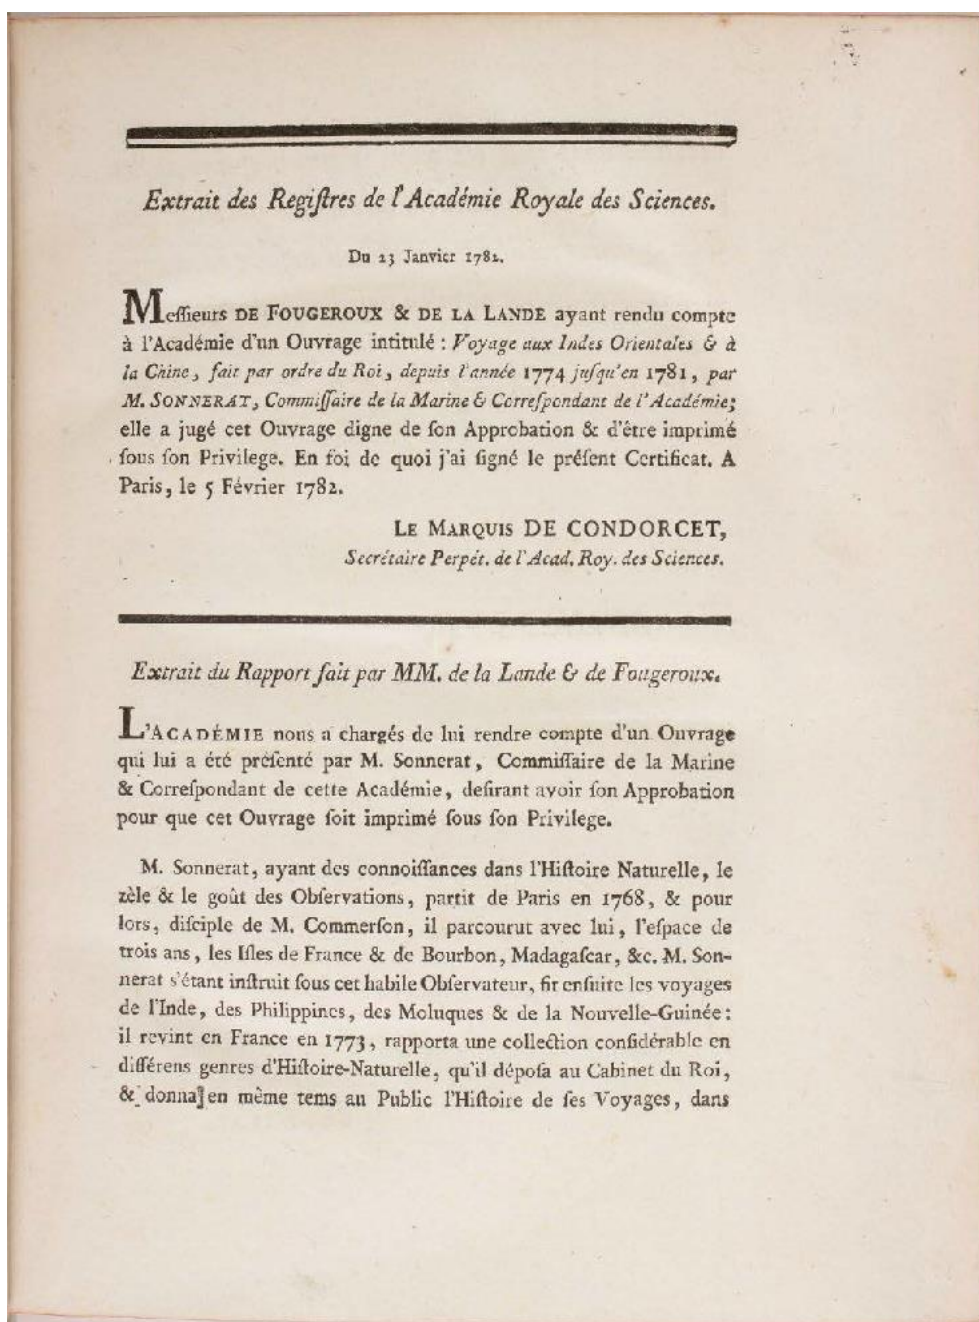 Extrait des Regiſtres de l'Académie Royale des Sciences.
Du 23 Janvier 1782.
Meſſieurs DE FOUGEROUX & DE LA LANDE ayant rendu compte
à l'Académie d'un Ouvrage intitulé : Voyage aux Indes Orientales & à
la Chine, fait par ordre du Roi, depuis l'année 1774 juſqu'en 1781, par
M. SONNERAT, Commiſſaire de la Marine & Correſpondant de l'Académie;
elle a jugé cet Ouvrage digne de ſon Approbation & d'être imprimé
ſous ſon Privilege. En foi de quoi j'ai ſigné le préſent Certificat. A
Paris, le 5 Février 1782.
LE MARQUIS DE CONDORCET,
Secrétaire Perpét. de l'Acad. Roy. des Sciences.
Extrait du Rapport fait par MM. de la Lande & de Fougeroux.
L'ACADÉMIE nous a chargés de lui rendre compte d'un Ouvrage
qui lui a été préſenté par M. Sonnerat, Commiſſaire de la Marine
& Correſpondant de cette Académie, deſirant avoir ſon Approbation
pour que cet Ouvrage ſoit imprimé ſous ſon Privilege.
M. Sonnerat, ayant des connoiſſances dans l'Hiſtoire Naturelle, le
zèle & le goût des Obſervations, partit de Paris en 1768, & pour
lors, diſciple de M. Commerſon, il parcourut avec lui, l'eſpace de
trois ans, les Iſles de France & de Bourbon, Madagaſcar, &c. M. Son-
nerat s'étant inſtruit ſous cet habile Obſervateur, fit enſuite les voyages
de l'Inde, des Philippines, des Moluques & de la Nouvelle-Guinée:
il revint en France en 1773, rapporta une collection conſidérable en
différens genres d'Hiſtoire-Naturelle, qu'il dépoſa au Cabinet du Roi,
& donna en même tems au Public l'Hiſtoire de ſes Voyages, dans